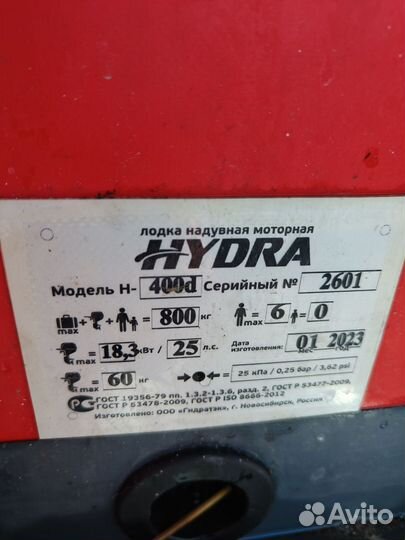 лодка надувная моторная
HYDRA
Модель H- 400d Серийный № 2601
max + + = 800 кг max = 6 = 0
max = 18,3 кВт / 25 л.с. Дата изготовления: 01 мес 2023 год
max = 60 кг = 25 кПа / 0,25 бар / 3,62 psi
РС ГОСТ 19356-79 пп. 1.3.2-1.3.6, разд. 2, ГОСТ Р 53477-2009,
ГОСТ Р 53478-2009, ГОСТ Р ISO 8666-2012
Изготовлено: ООО «Гидратэк», г. Новосибирск, Россия
Avito